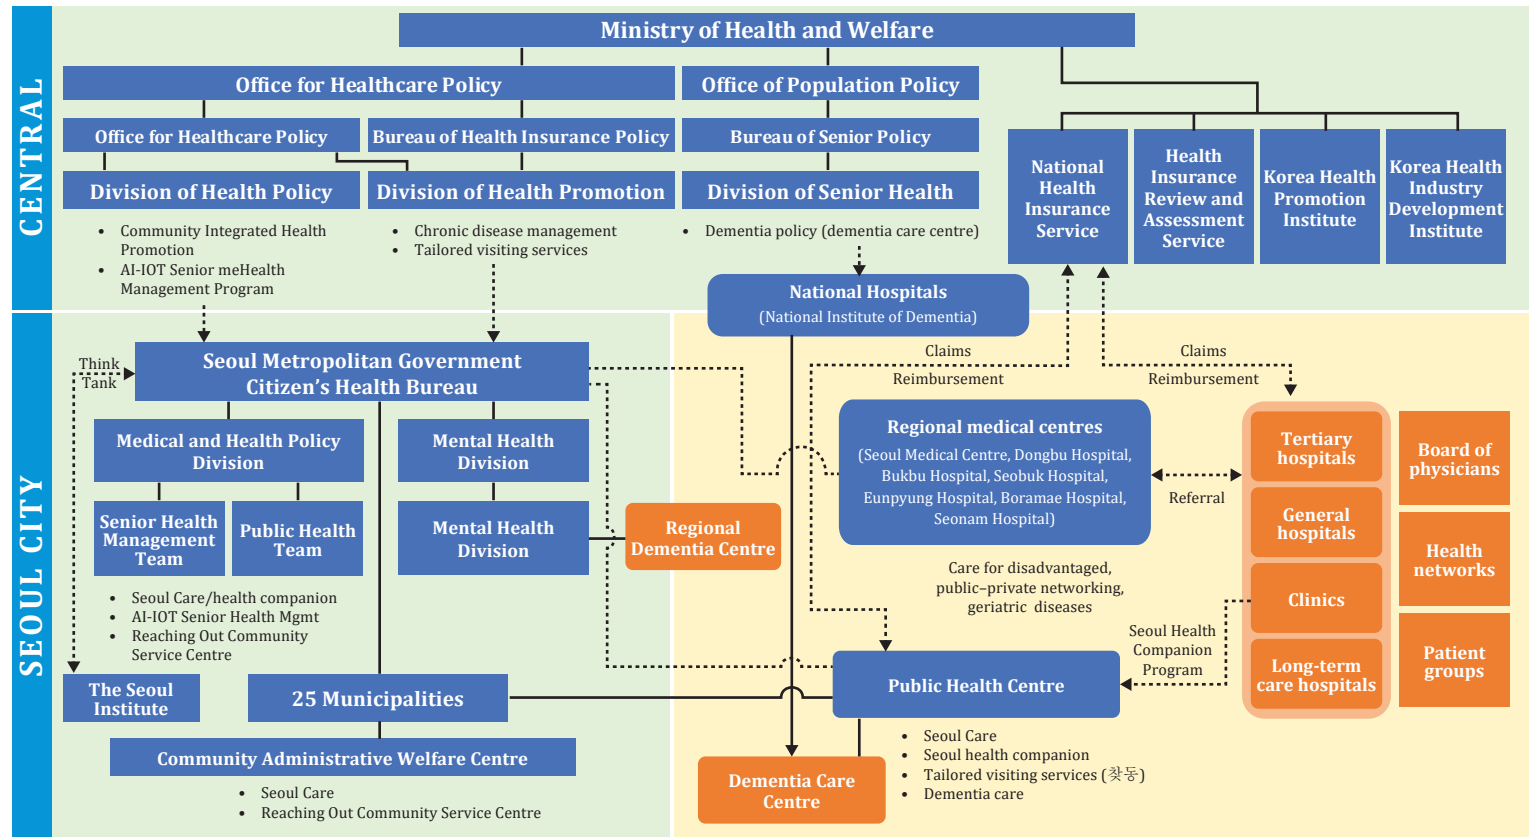 CENTRAL
Ministry of Health and Welfare
Office for Healthcare Policy
Office of Population Policy
Office for Healthcare Policy
Bureau of Health Insurance Policy
Bureau of Senior Policy
Division of Health Policy
Division of Health Promotion
Division of Senior Health
National
Health
Insurance
Service
Health
Insurance
Review and
Assessment
Service
Korea Health
Promotion
Institute
Korea Health
Industry
Development
Institute
• Community Integrated Health
Promotion
• AI-IOT Senior meHealth
Management Program
• Chronic disease management
• Tailored visiting services
• Dementia policy (dementia care centre)
National Hospitals
(National Institute of Dementia)
SEOUL CITY
Think
Tank
Seoul Metropolitan Government
Citizen's Health Bureau
Claims
Reimbursement
Claims
Reimbursement
Medical and Health Policy
Division
Mental Health
Division
Senior Health
Management
Team
Public Health
Team
Mental Health
Division
Regional
Dementia Centre
Regional medical centres
(Seoul Medical Centre, Dongbu Hospital,
Bukbu Hospital, Seobuk Hospital,
Eunpyung Hospital, Boramae Hospital,
Seonam Hospital)
Referral
Care for disadvantaged,
public–private networking,
geriatric diseases
Tertiary
hospitals
General
hospitals
Clinics
Long-term
care hospitals
Board of
physicians
Health
networks
Patient
groups
• Seoul Care/health companion
• AI-IOT Senior Health Mgmt
• Reaching Out Community
Service Centre
Seoul Health
Companion
Program
The Seoul
Institute
25 Municipalities
Public Health Centre
Community Administrative Welfare Centre
• Seoul Care
• Reaching Out Community Service Centre
Dementia Care
Centre
• Seoul Care
• Seoul health companion
• Tailored visiting services (찾동)
• Dementia care